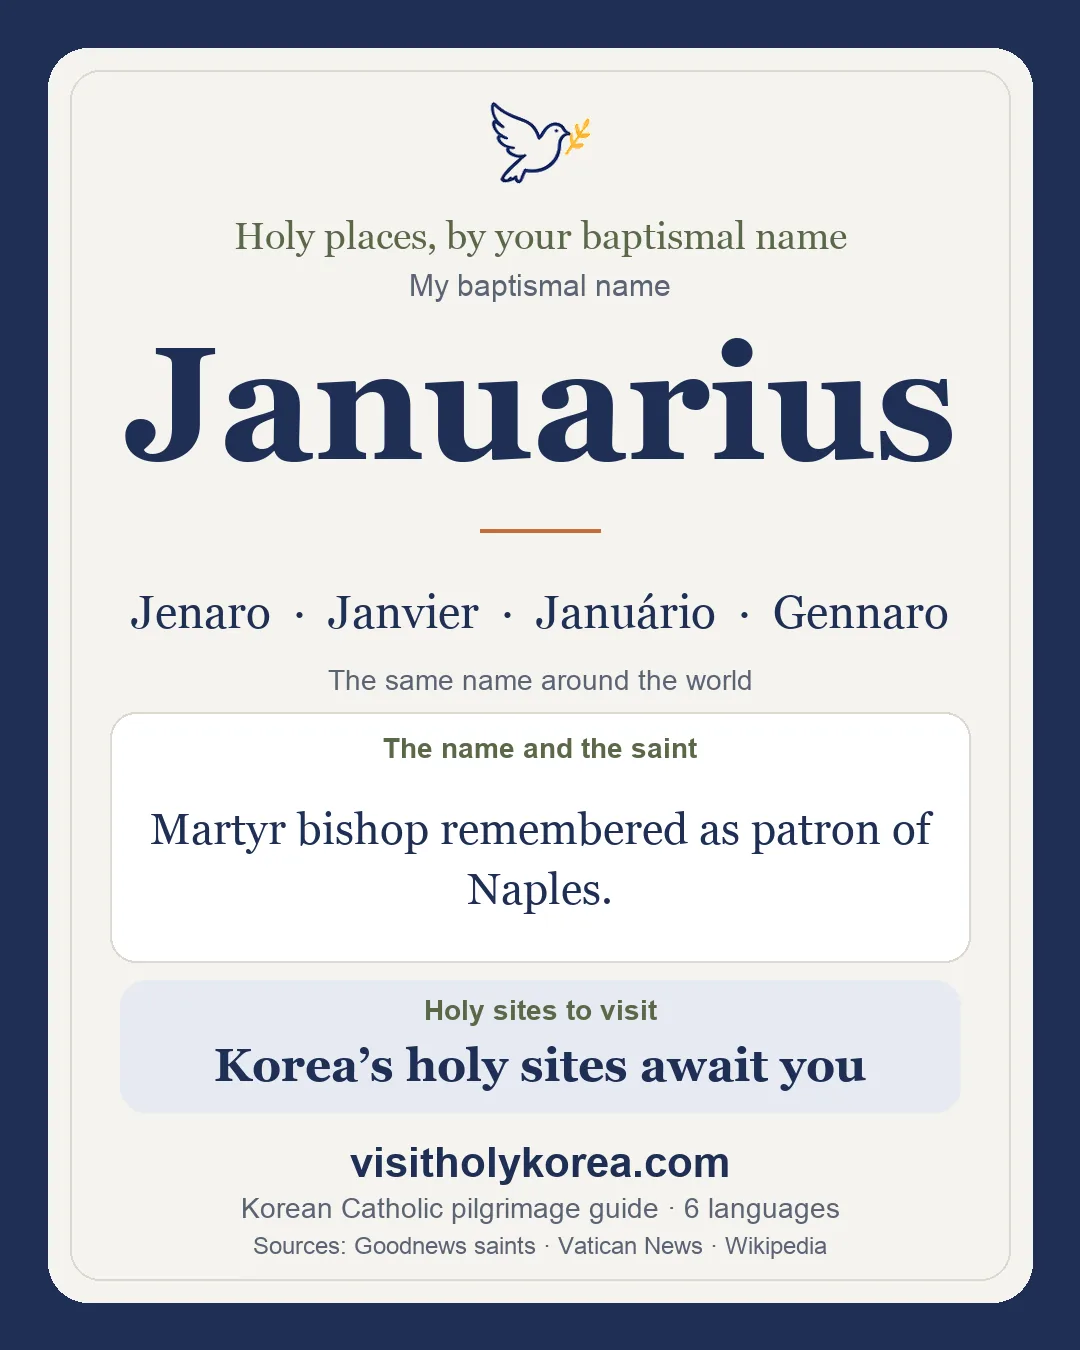 Holy places, by your baptismal name
My baptismal name
Januarius
Jenaro · Janvier · Januário · Gennaro
The same name around the world
The name and the saint
Martyr bishop remembered as patron of
Naples.
Holy sites to visit
Korea’s holy sites await you
visitholykorea.com
Korean Catholic pilgrimage guide · 6 languages
Sources: Goodnews saints · Vatican News · Wikipedia